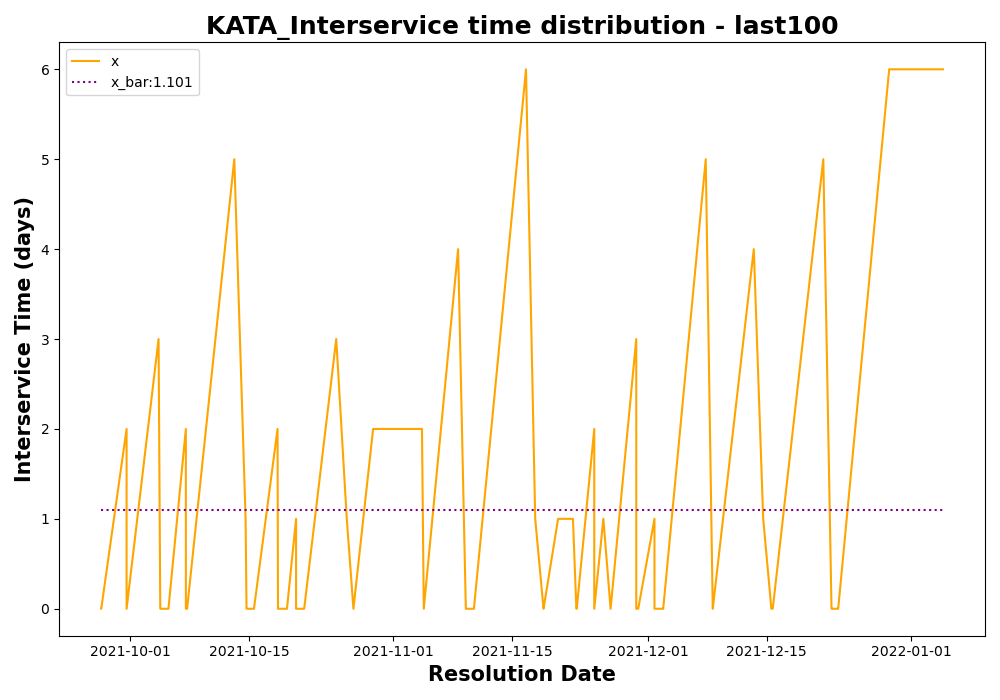 KATA_Interservice time distribution - last100
x
x_bar:1.101
Interservice Time (days)
6
5
4
3
2
1
0
2021-10-01 2021-10-15 2021-11-01 2021-11-15 2021-12-01 2021-12-15 2022-01-01
Resolution Date